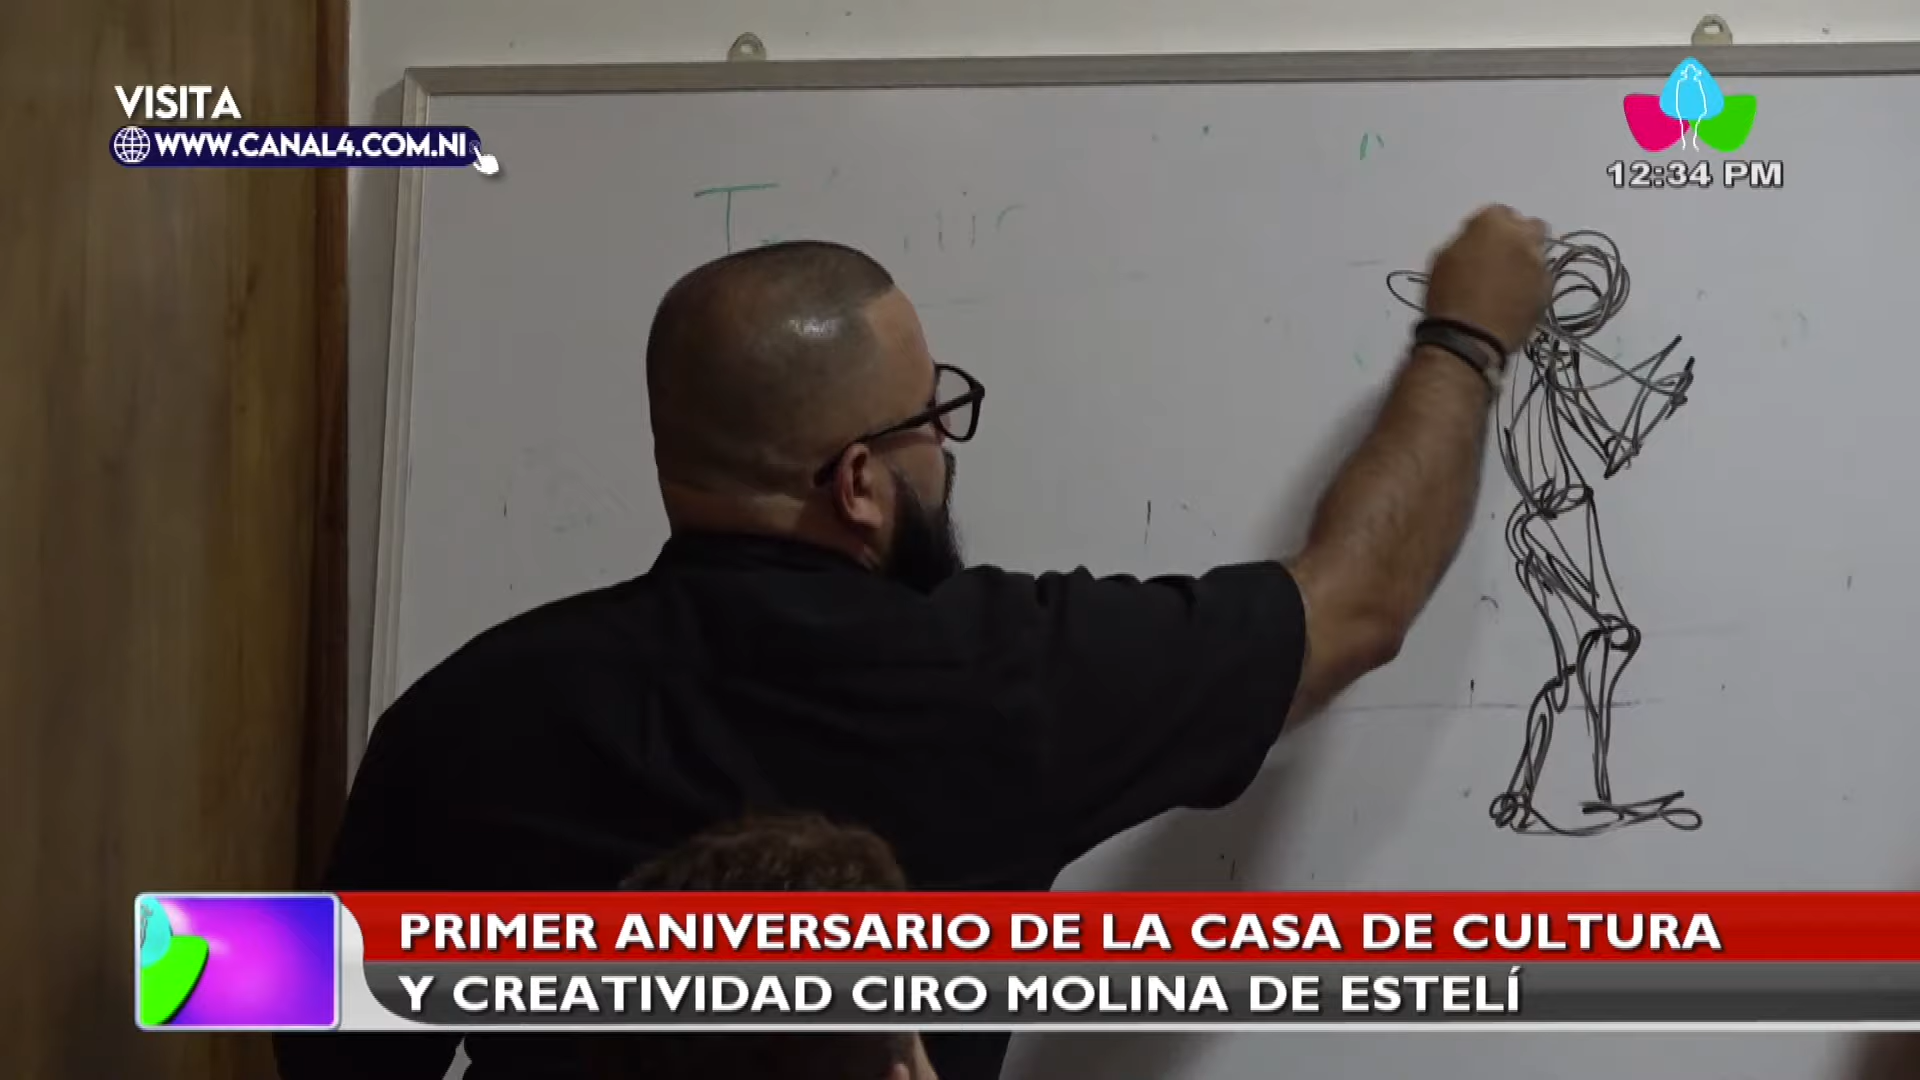 VISITA
WWW.CANAL4.COM.NI
12:34 PM
PRIMER ANIVERSARIO DE LA CASA DE CULTURA
Y CREATIVIDAD CIRO MOLINA DE ESTELÍ